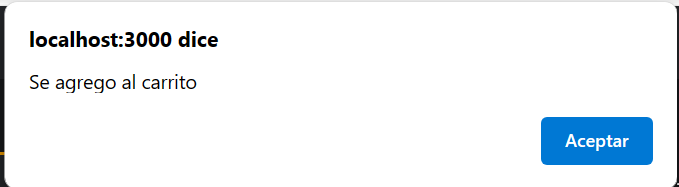 localhost:3000 dice
Se agrego al carrito
Aceptar